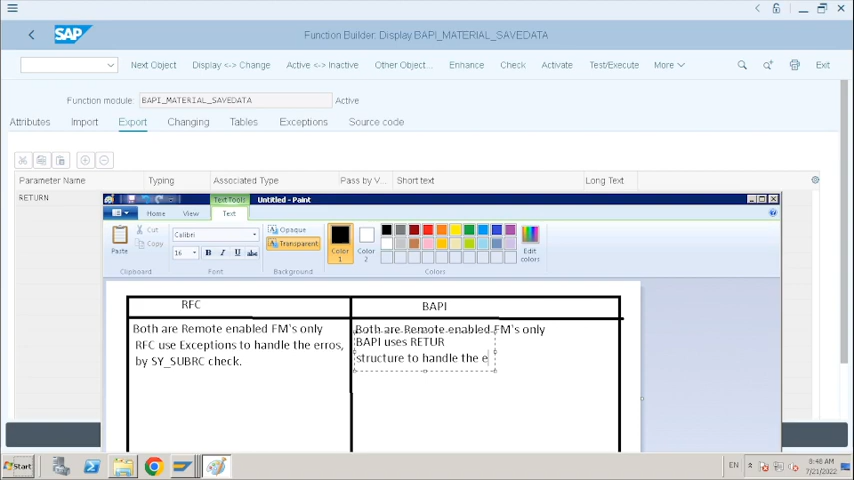 SAP
Function Builder: Display BAPI_MATERIAL_SAVEDATA
Next Object Display <-> Change Active <-> Inactive Other Object... Enhance Check Activate Test/Execute More Exit
Function module: BAPI_MATERIAL_SAVEDATA Active
Attributes Import Export Changing Tables Exceptions Source code
Parameter Name Typing Associated Type Pass by V... Short text Long Text
RETURN
Text Tools Untitled - Paint
Home View Text
Paste Cut Copy Calibri 16 B I U abc Opaque Transparent Color 1 Color 2 Edit colors
Clipboard Font Background Colors
RFC BAPI
Both are Remote enabled FM's only
RFC use Exceptions to handle the erros,
by SY_SUBRC check.
Both are Remote enabled FM's only
BAPI uses RETUR
structure to handle the e
Start EN 8:46 AM
7/21/2022